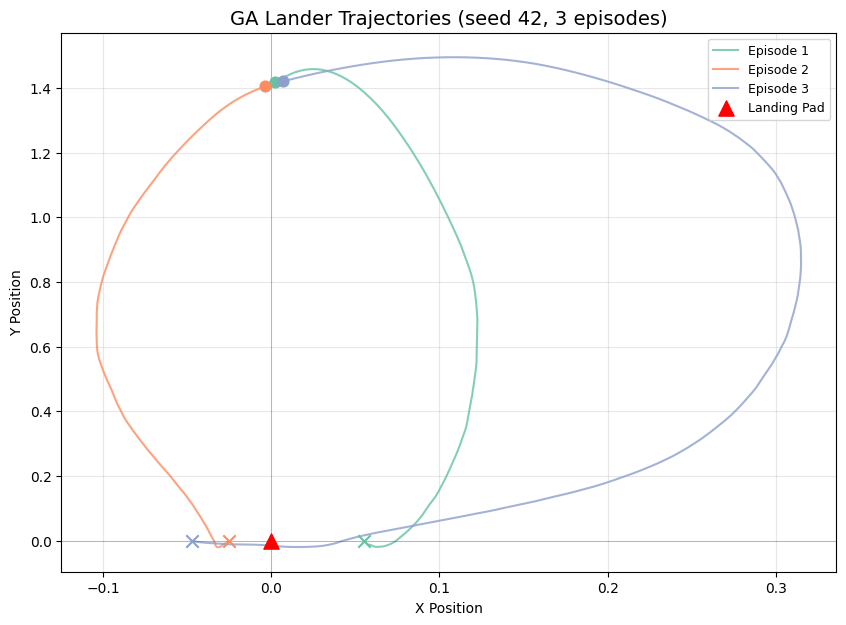 GA Lander Trajectories (seed 42, 3 episodes)
Episode 1
Episode 2
Episode 3
Landing Pad
Y Position
1.4
1.2
1.0
0.8
0.6
0.4
0.2
0.0
−0.1
0.0
0.1
0.2
0.3
X Position